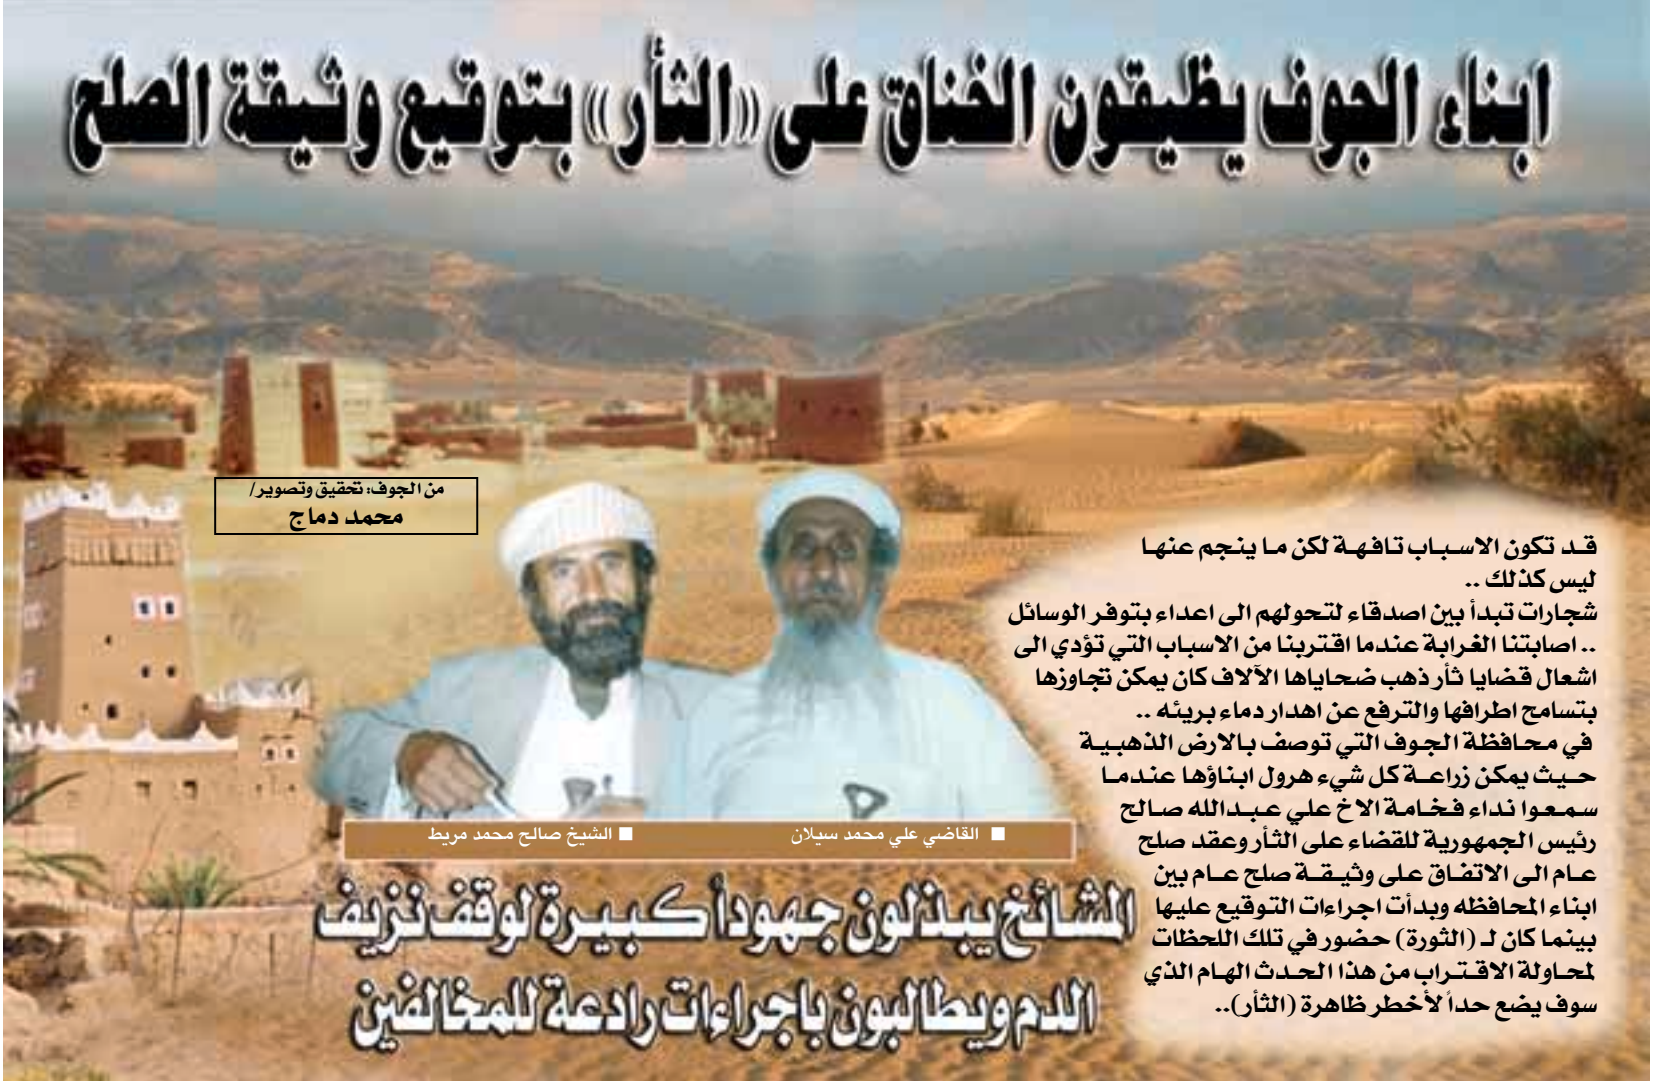 ابناء الجوف يظيقون الخناق على «الثأر» بتوقيع وثيقة الصلح
من الجوف: تحقيق وتصوير/
محمد دماج
قد تكون الاسباب تافهة لكن ما ينجم عنها
ليس كذلك ..
شجارات تبدأ بين اصدقاء لتحولهم الى اعداء بتوفر الوسائل
.. اصابتنا الغرابة عندما اقتربنا من الاسباب التي تؤدي الى
اشعال قضايا ثأر ذهب ضحاياها الآلاف كان يمكن تجاوزها
بتسامح اطرافها والترفع عن اهدار دماء بريئه ..
في محافظة الجوف التي توصف بالارض الذهبية
حيث يمكن زراعة كل شيء هرول ابناؤها عندما
سمعوا نداء فخامة الاخ علي عبدالله صالح
رئيس الجمهورية للقضاء على الثأر وعقد صلح
عام الى الاتفاق على وثيقة صلح عام بين
ابناء المحافظه وبدأت اجراءات التوقيع عليها
بينما كان لـ (الثورة) حضور في تلك اللحظات
لمحاولة الاقتراب من هذا الحدث الهام الذي
سوف يضع حداً لأخطر ظاهرة (الثأر)..
■ القاضي علي محمد سيلان
■ الشيخ صالح محمد مريط
المشائخ يبذلون جهوداً كبيرة لوقف نزيف
الدم ويطالبون باجراءات رادعة للمخالفين